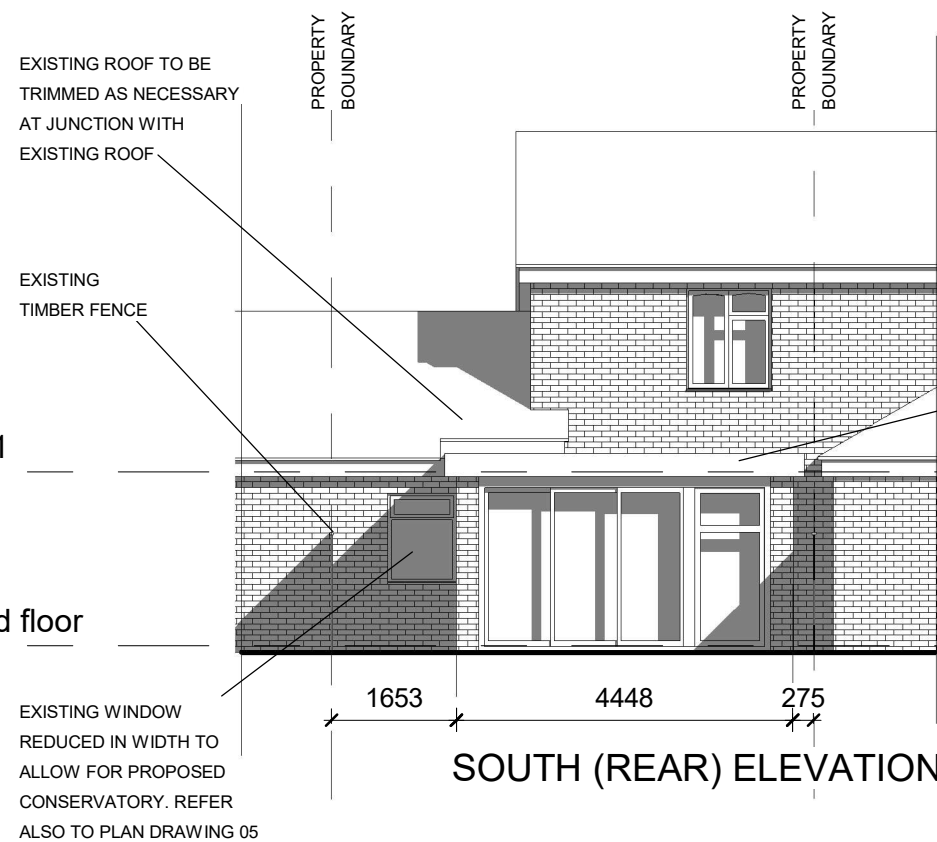 PROPERTY
BOUNDARY
PROPERTY
BOUNDARY
EXISTING ROOF TO BE
TRIMMED AS NECESSARY
AT JUNCTION WITH
EXISTING ROOF
EXISTING
TIMBER FENCE
1
d floor
1653
4448
275
EXISTING WINDOW
REDUCED IN WIDTH TO
ALLOW FOR PROPOSED
CONSERVATORY. REFER
ALSO TO PLAN DRAWING 05
SOUTH (REAR) ELEVATION